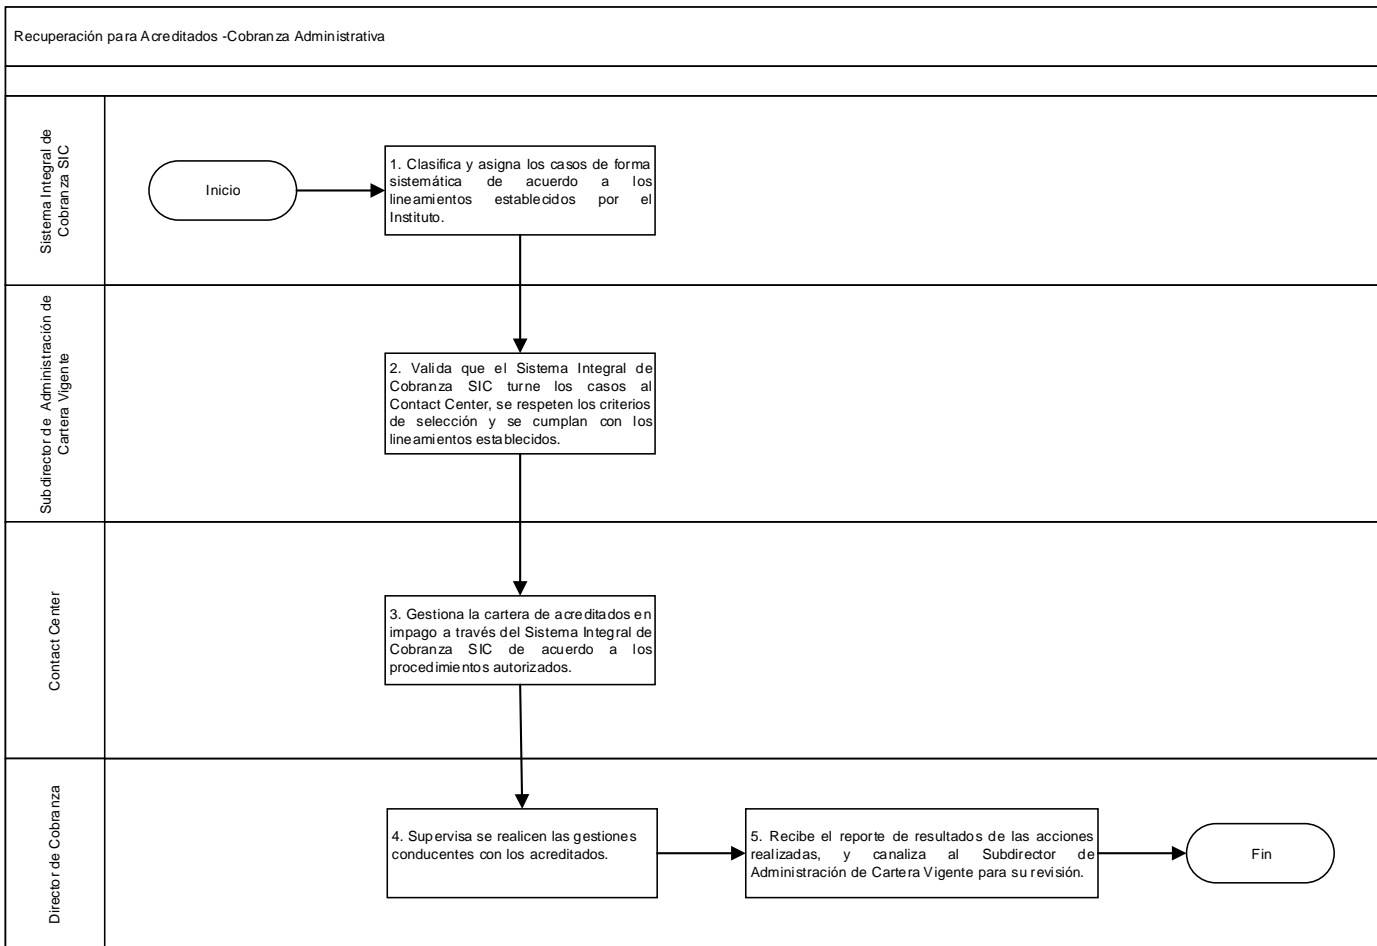 Recuperación para Acreditados -Cobranza Administrativa
Sistema Integral de
Cobranza SIC
Inicio
1. Clasifica y asigna los casos de forma
sistemática de acuerdo a los
lineamientos establecidos por el
Instituto.
Subdirector de Administración de
Cartera Vigente
2. Valida que el Sistema Integral de
Cobranza SIC turne los casos al
Contact Center, se respeten los criterios
de selección y se cumplan con los
lineamientos establecidos.
Contact Center
3. Gestiona la cartera de acreditados en
impago a través del Sistema Integral de
Cobranza SIC de acuerdo a los
procedimientos autorizados.
Director de Cobranza
4. Supervisa se realicen las gestiones
conducentes con los acreditados.
5. Recibe el reporte de resultados de las acciones
realizadas, y canaliza al Subdirector de
Administración de Cartera Vigente para su revisión.
Fin